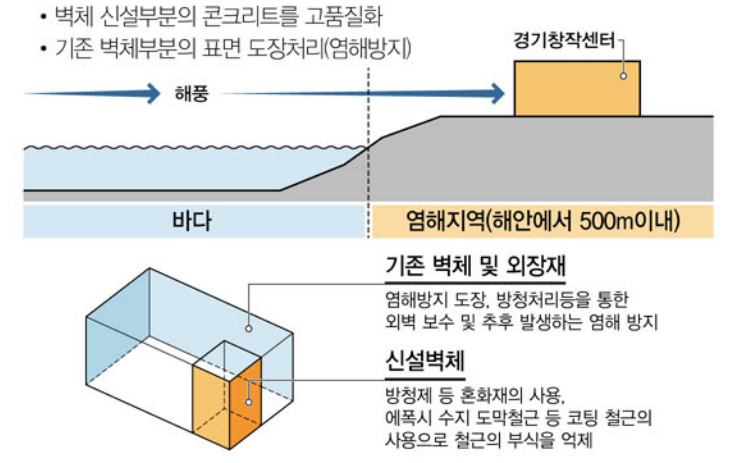 • 벽체 신설부분의 콘크리트를 고품질화
• 기존 벽체부분의 표면 도장처리(염해방지)
경기창작센터
해풍
바다
염해지역(해안에서 500m이내)
기존 벽체 및 외장재
염해방지 도장, 방청처리등을 통한
외벽 보수 및 추후 발생하는 염해 방지
신설벽체
방청제 등 혼화재의 사용,
에폭시 수지 도막철근 등 코팅 철근의
사용으로 철근의 부식을 억제